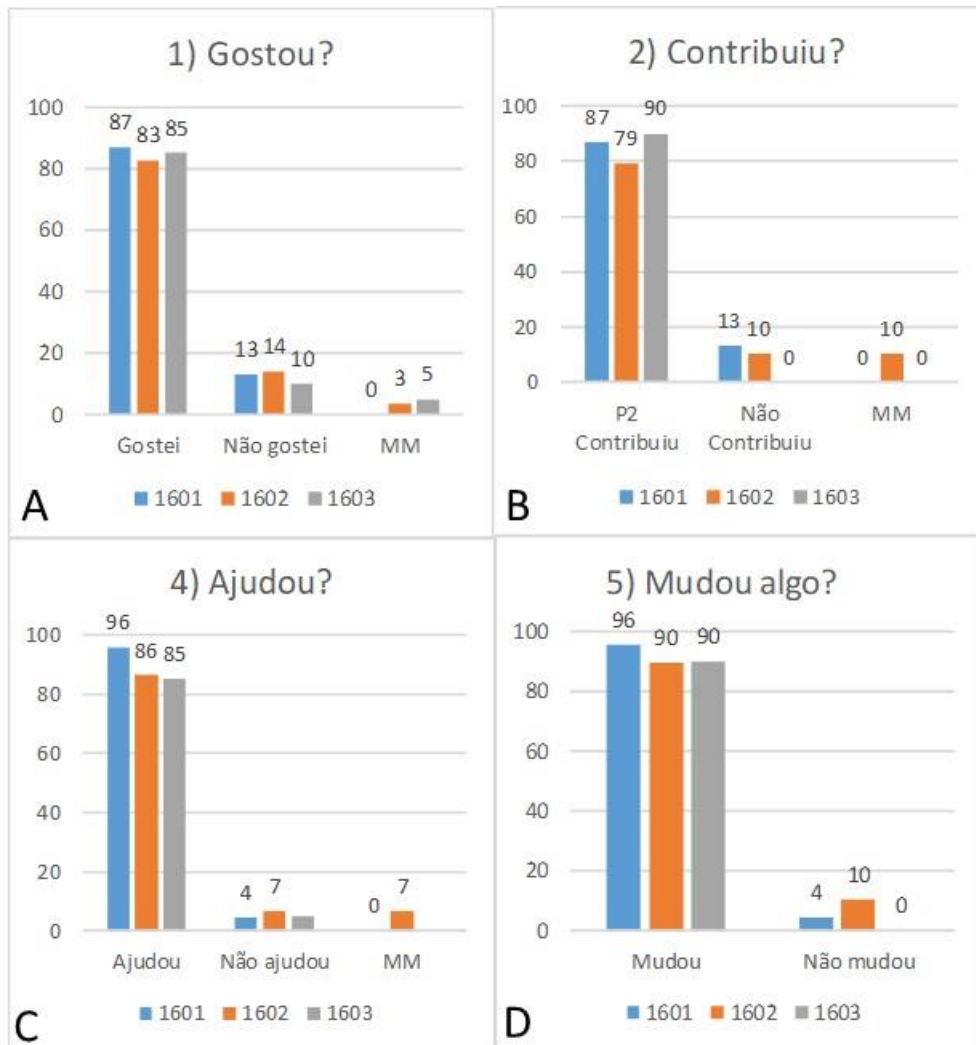 1) Gostou?
100
80
60
40
20
0
87 83 85
13 14 10
0 3 5
Gostei Não gostei MM
1601 1602 1603
A
2) Contribuiu?
100
80
60
40
20
0
87 79 90
13 10 0
0 10 0
P2 Não MM
Contribuiu Contribuiu
1601 1602 1603
B
4) Ajudou?
100
80
60
40
20
0
96 86 85
4 7
0 7
Ajudou Não ajudou MM
1601 1602 1603
C
5) Mudou algo?
100
80
60
40
20
0
96 90 90
4 10 0
Mudou Não mudou
1601 1602 1603
D